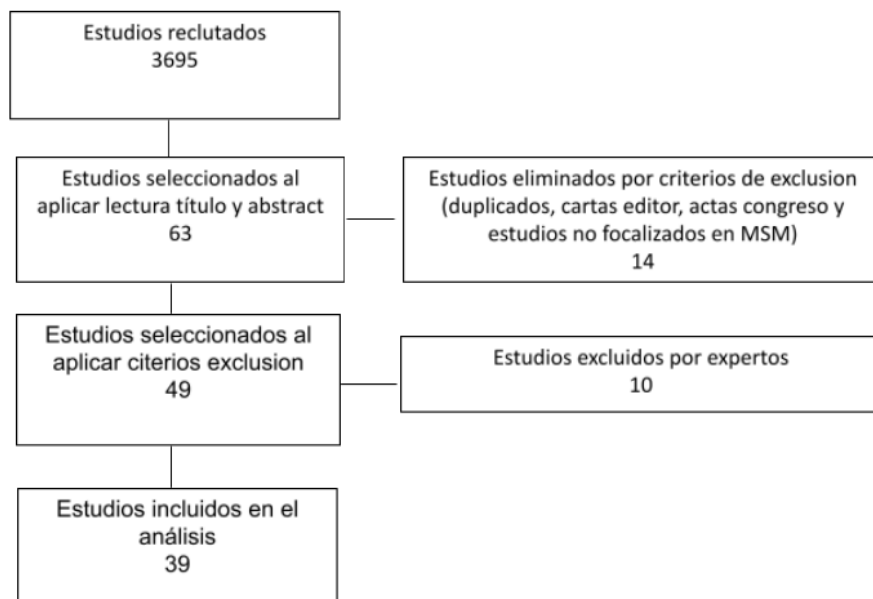 Estudios reclutados
3695
Estudios seleccionados al
aplicar lectura título y abstract
63
Estudios eliminados por criterios de exclusion
(duplicados, cartas editor, actas congreso y
estudios no focalizados en MSM)
14
Estudios seleccionados al
aplicar citerios exclusion
49
Estudios excluidos por expertos
10
Estudios incluidos en el
análisis
39